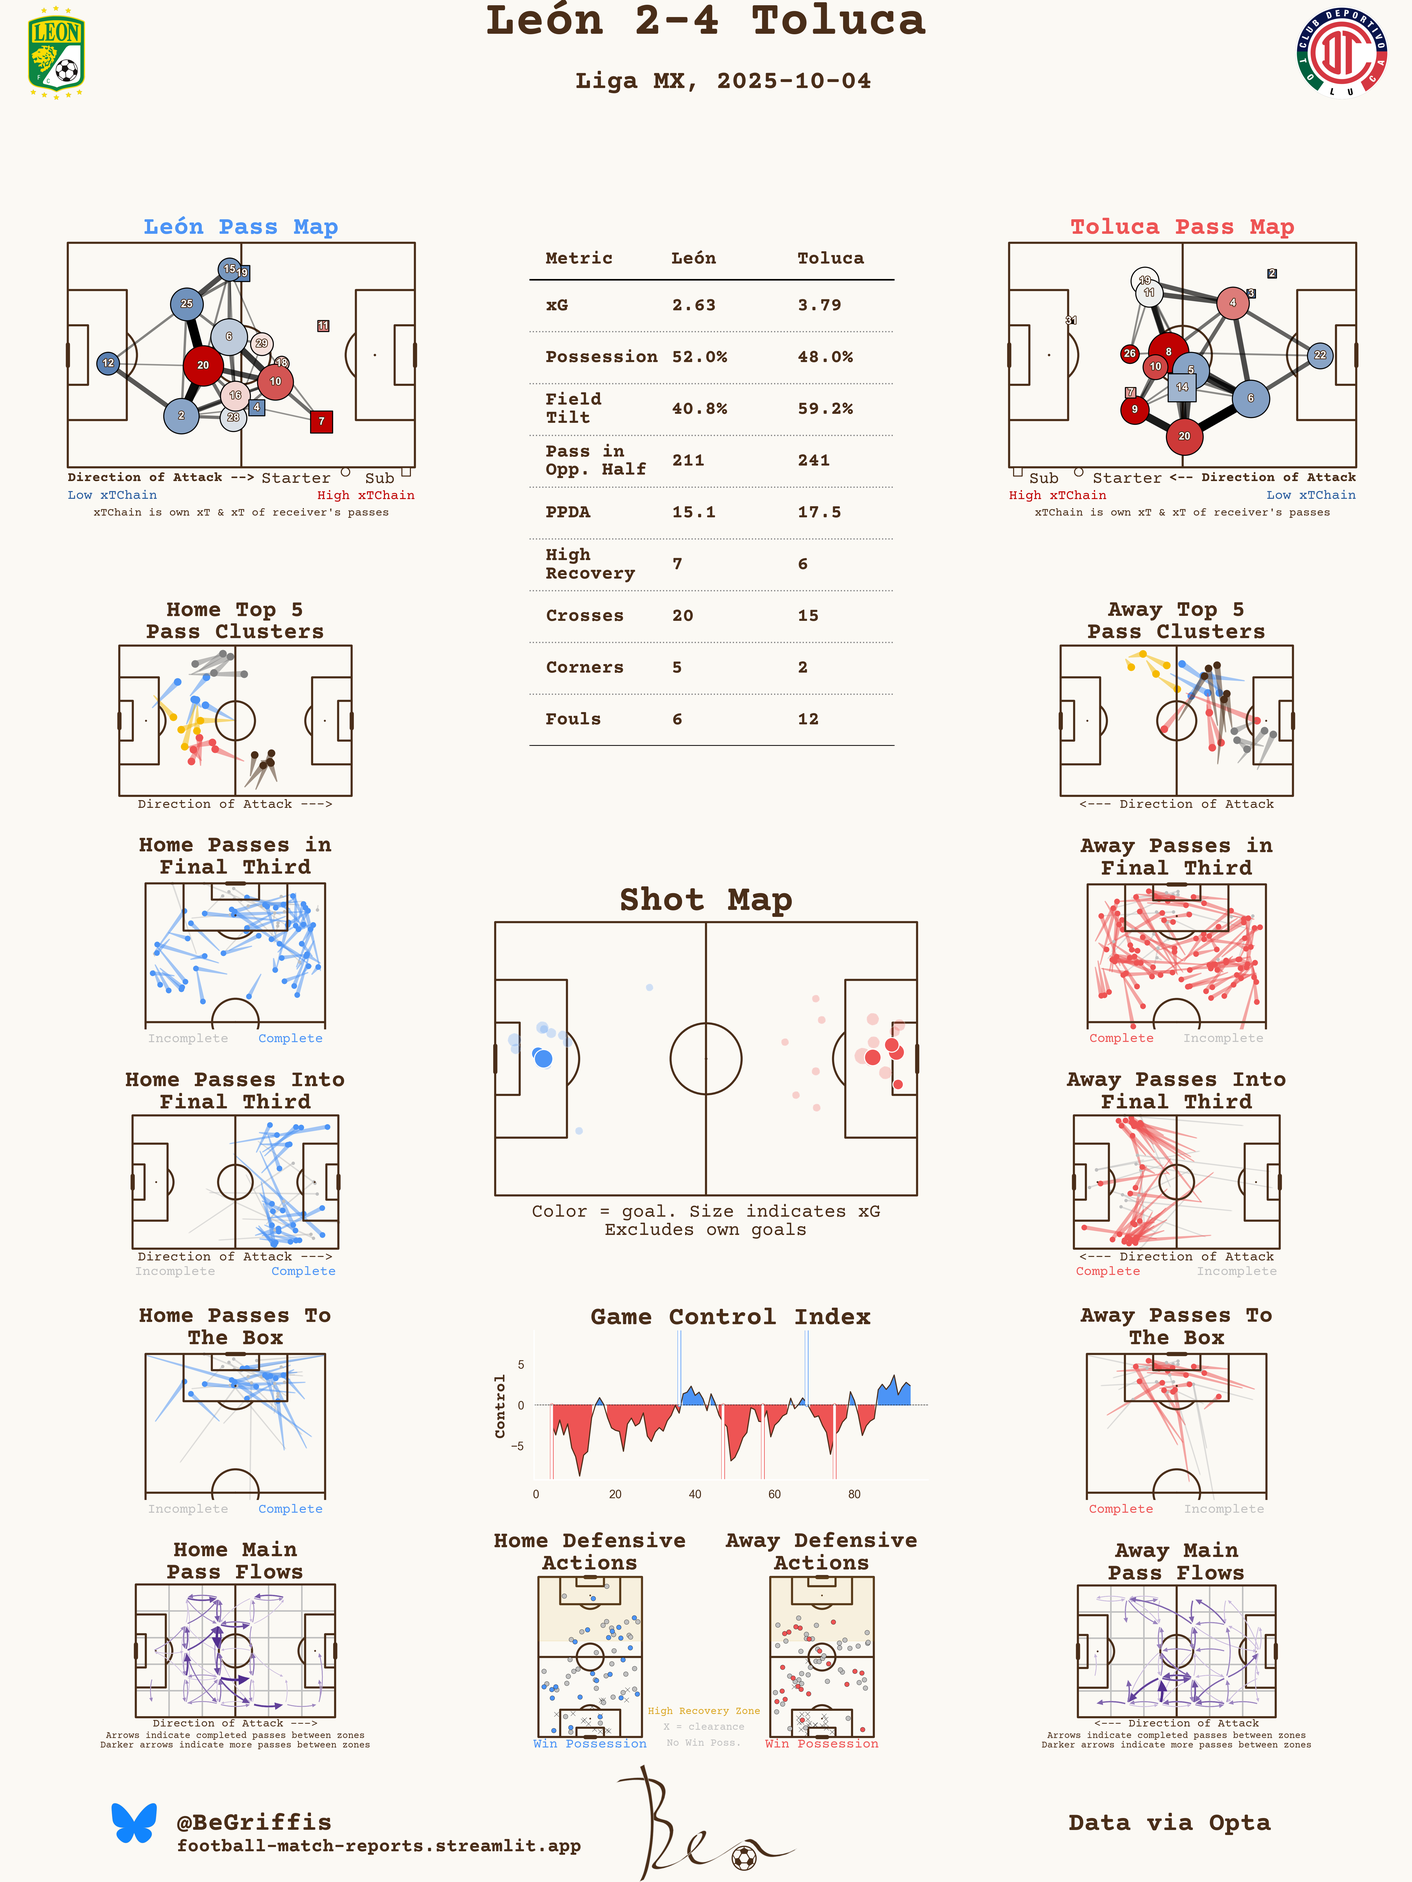 León 2-4 Toluca
Liga MX, 2025-10-04
LEON
F C
CLUB DEPORTIVO
TOLUCA
León Pass Map
15
19
25
6
29
11
12
20
18
10
16
4
2
28
7
Direction of Attack --> Starter Sub
Low xTChain High xTChain
xTChain is own xT & xT of receiver's passes
Metric León Toluca
xG 2.63 3.79
Possession 52.0% 48.0%
Field
Tilt 40.8% 59.2%
Pass in
Opp. Half 211 241
PPDA 15.1 17.5
High
Recovery 7 6
Crosses 20 15
Corners 5 2
Fouls 6 12
Toluca Pass Map
2
19
11
3
4
31
26
8
22
10
5
14
7
6
9
20
Sub Starter <-- Direction of Attack
High xTChain Low xTChain
xTChain is own xT & xT of receiver's passes
Home Top 5
Pass Clusters
Direction of Attack --->
Away Top 5
Pass Clusters
<--- Direction of Attack
Home Passes in
Final Third
Incomplete Complete
Away Passes in
Final Third
Complete Incomplete
Shot Map
Color = goal. Size indicates xG
Excludes own goals
Home Passes Into
Final Third
Direction of Attack --->
Incomplete Complete
Away Passes Into
Final Third
<--- Direction of Attack
Complete Incomplete
Home Passes To
The Box
Incomplete Complete
Game Control Index
Control
5
0
−5
0 20 40 60 80
Away Passes To
The Box
Complete Incomplete
Home Main
Pass Flows
Direction of Attack --->
Arrows indicate completed passes between zones
Darker arrows indicate more passes between zones
Home Defensive
Actions
Win Possession
Away Defensive
Actions
Win Possession
High Recovery Zone
X = clearance
No Win Poss.
Away Main
Pass Flows
<--- Direction of Attack
Arrows indicate completed passes between zones
Darker arrows indicate more passes between zones
@BeGriffis
football-match-reports.streamlit.app
Ben
Data via Opta